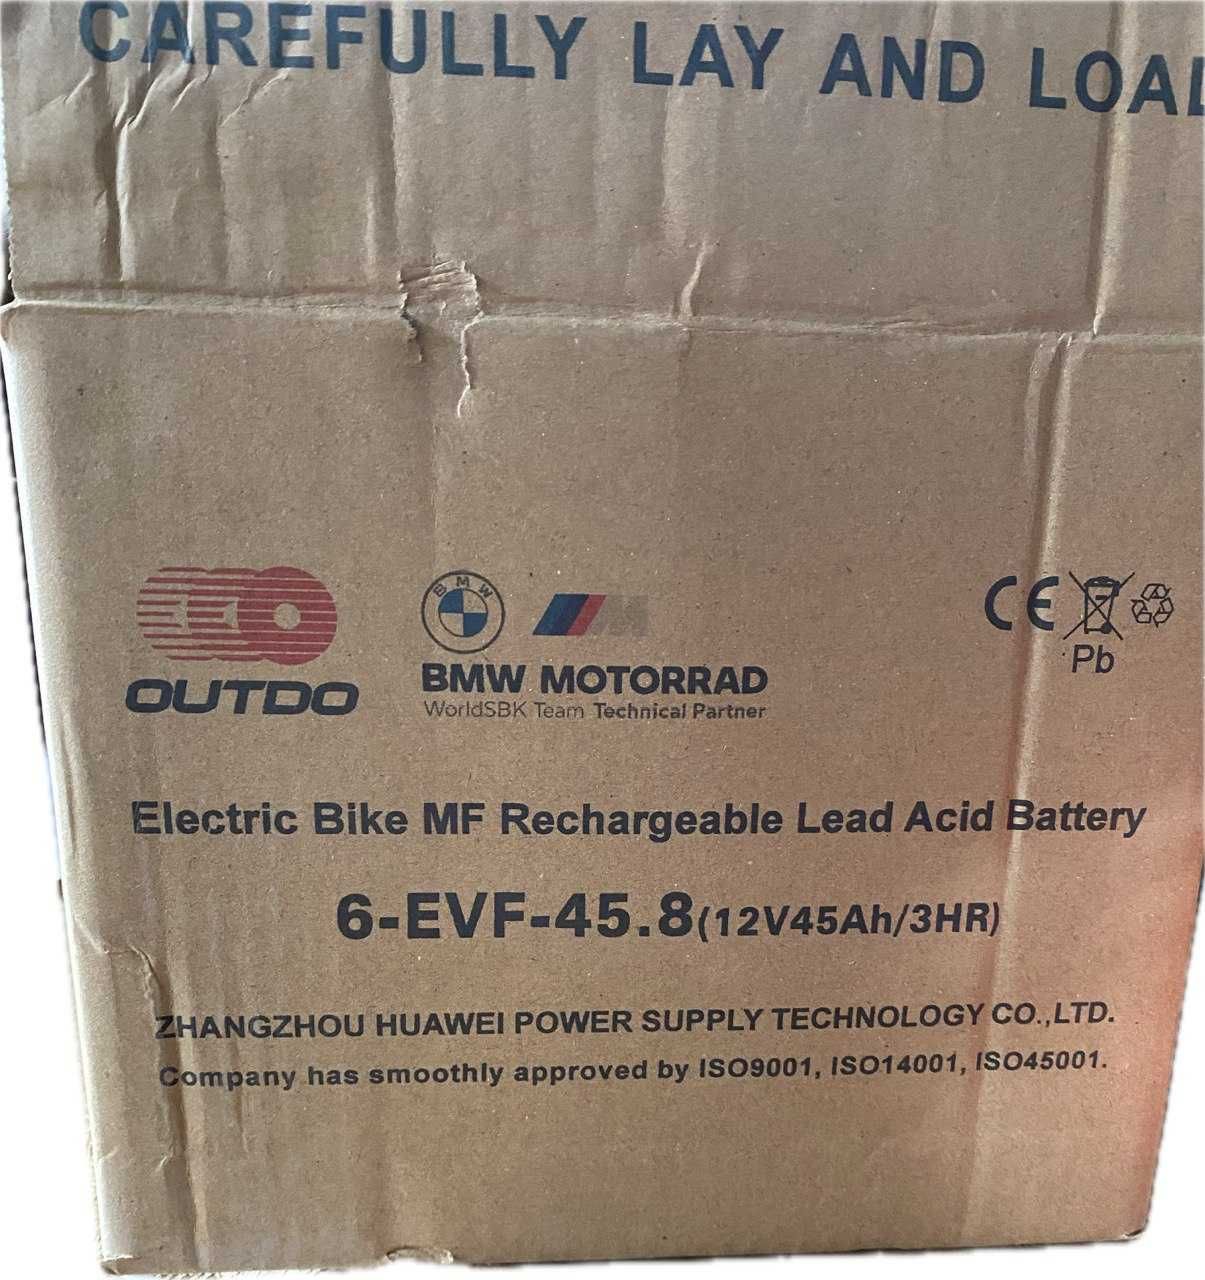 CAREFULLY LAY AND LOA
OUTDO
BMW
M
BMW MOTORRAD
WorldSBK Team Technical Partner
CE
Pb
Electric Bike MF Rechargeable Lead Acid Battery
6-EVF-45.8(12V45Ah/3HR)
ZHANGZHOU HUAWEI POWER SUPPLY TECHNOLOGY CO.,LTD.
Company has smoothly approved by ISO9001, ISO14001, ISO45001.